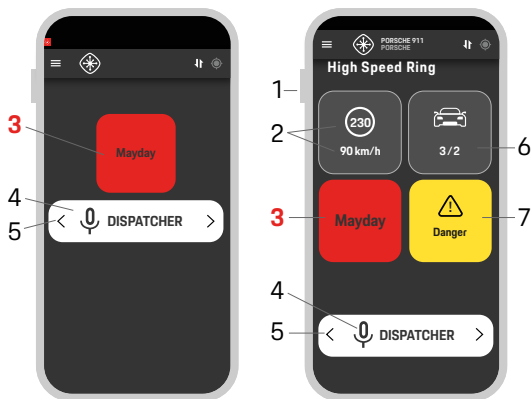 3
Mayday
4
5
DISPATCHER
PORSCHE 911
PORSCHE
High Speed Ring
1
2
230
90 km/h
3/2
6
3
Mayday
Danger
7
4
5
DISPATCHER